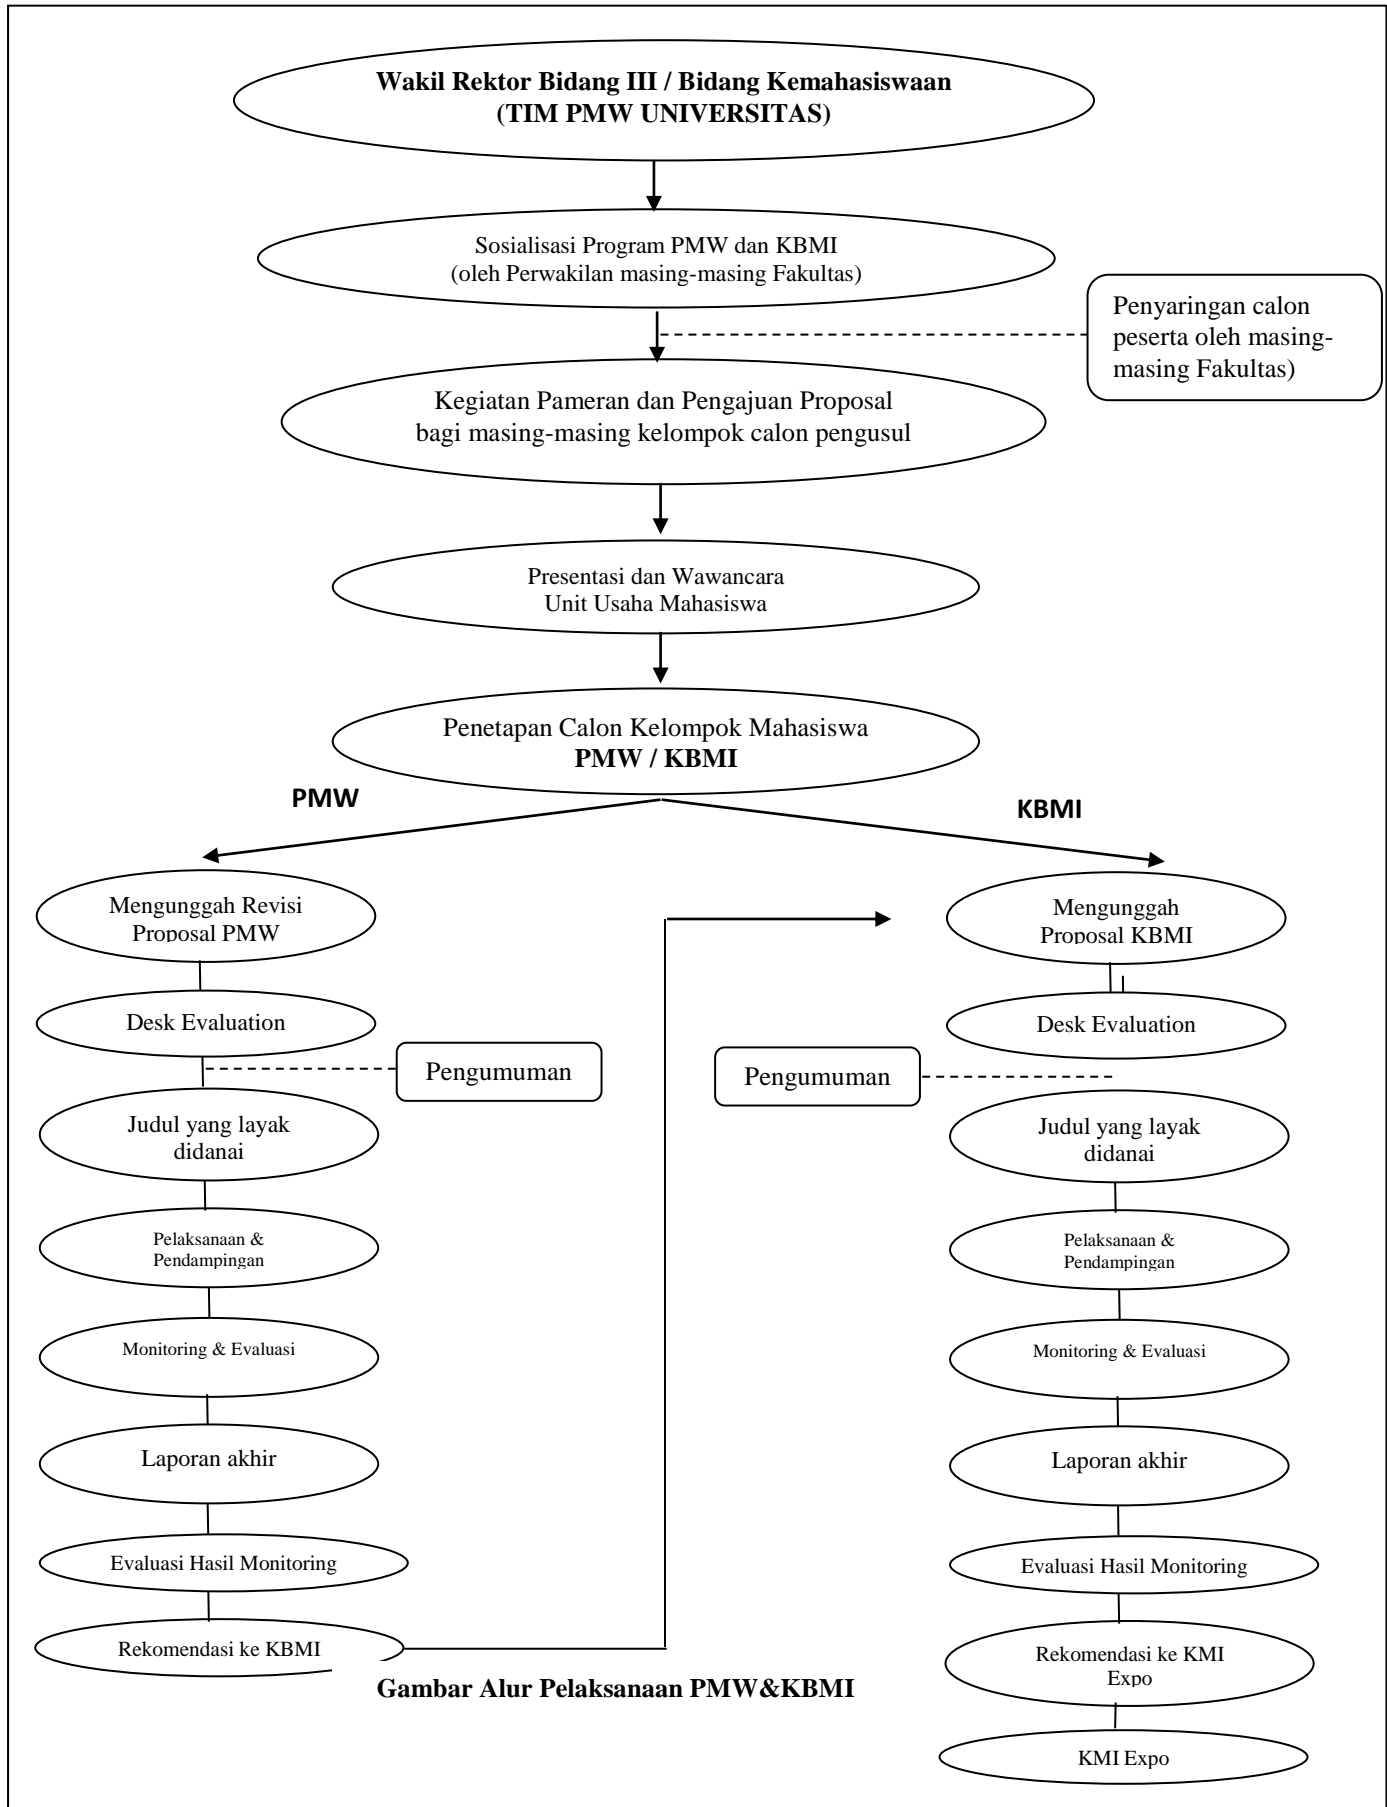 Wakil Rektor Bidang III / Bidang Kemahasiswaan
(TIM PMW UNIVERSITAS)
Sosialisasi Program PMW dan KBMI
(oleh Perwakilan masing-masing Fakultas)
Penyaringan calon
peserta oleh masing-
masing Fakultas)
Kegiatan Pameran dan Pengajuan Proposal
bagi masing-masing kelompok calon pengusul
Presentasi dan Wawancara
Unit Usaha Mahasiswa
Penetapan Calon Kelompok Mahasiswa
PMW / KBMI
PMW
Mengunggah Revisi
Proposal PMW
Desk Evaluation
Pengumuman
Judul yang layak
didanai
Pelaksanaan &
Pendampingan
Monitoring & Evaluasi
Laporan akhir
Evaluasi Hasil Monitoring
Rekomendasi ke KBMI
KBMI
Mengunggah
Proposal KBMI
Desk Evaluation
Pengumuman
Judul yang layak
didanai
Pelaksanaan &
Pendampingan
Monitoring & Evaluasi
Laporan akhir
Evaluasi Hasil Monitoring
Rekomendasi ke KMI
Expo
KMI Expo
Gambar Alur Pelaksanaan PMW&KBMI